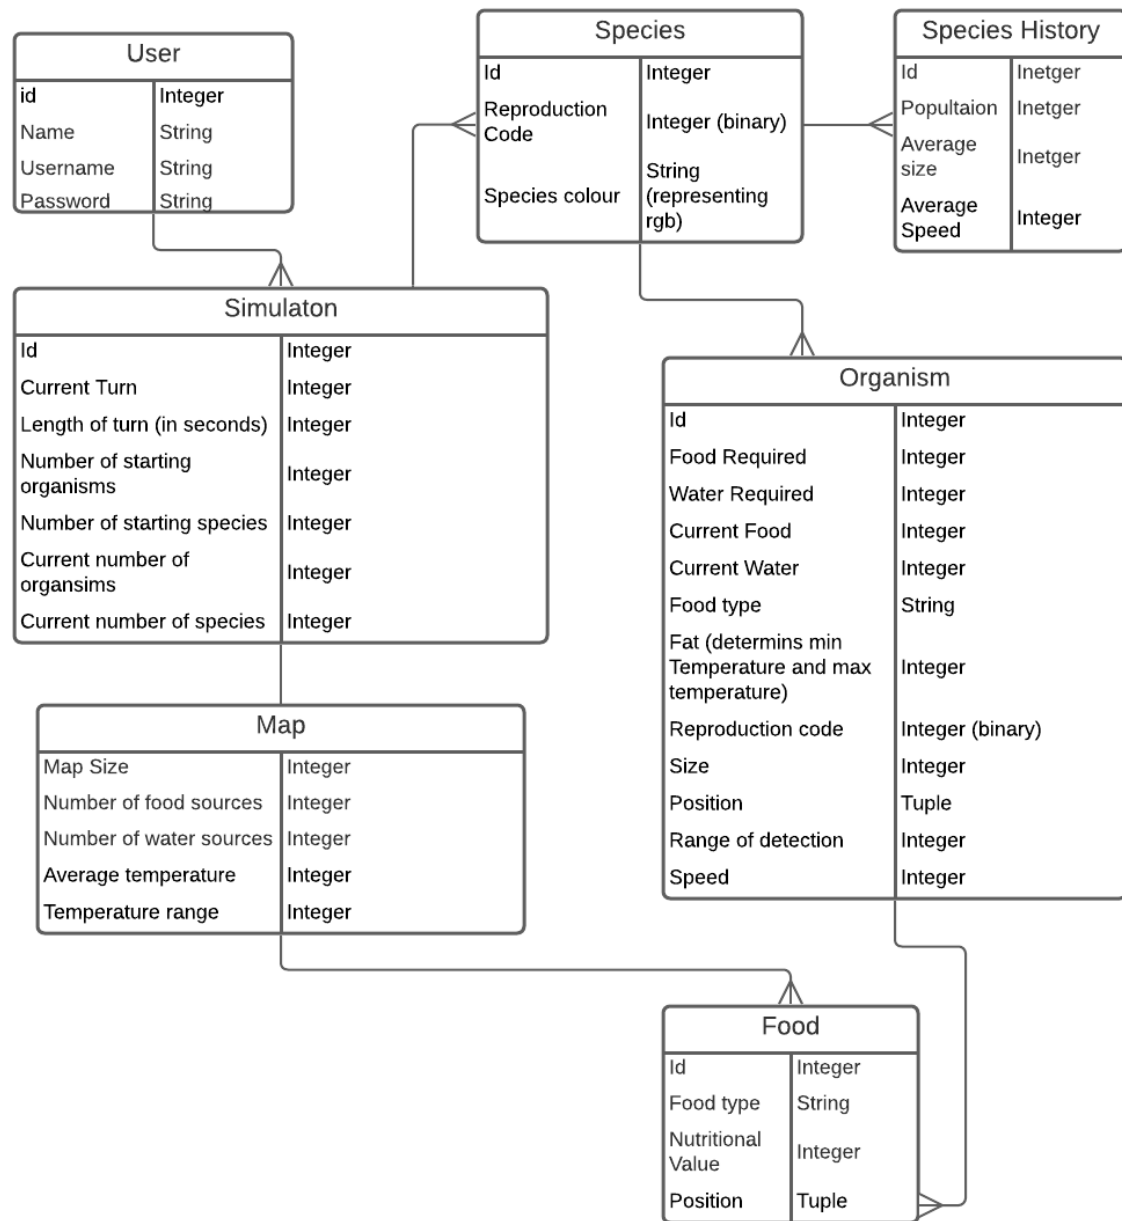 User
id Integer
Name String
Username String
Password String
Species
Id Integer
Reproduction
Code
Integer (binary)
Species colour
String
(representing
rgb)
Species History
Id Inetger
Popultaion Inetger
Average
size
Inetger
Average
Speed
Integer
Simulaton
Id Integer
Current Turn Integer
Length of turn (in seconds) Integer
Number of starting
organisms
Integer
Number of starting species Integer
Current number of
organsims
Integer
Current number of species Integer
Organism
Id Integer
Food Required Integer
Water Required Integer
Current Food Integer
Current Water Integer
Food type String
Fat (determins min
Temperature and max
temperature)
Integer
Reproduction code Integer (binary)
Size Integer
Position Tuple
Range of detection Integer
Speed Integer
Map
Map Size Integer
Number of food sources Integer
Number of water sources Integer
Average temperature Integer
Temperature range Integer
Food
Id Integer
Food type String
Nutritional
Value
Integer
Position Tuple